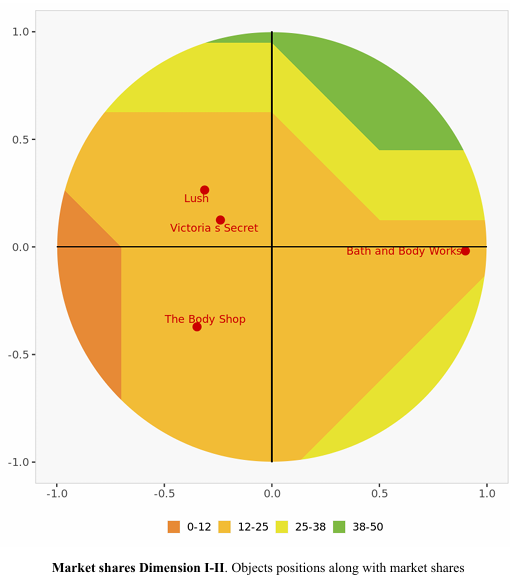 1.0
0.5
Lush
Victoria s Secret
0.0
Bath and Body Works
The Body Shop
-0.5
-1.0
-1.0 -0.5 0.0 0.5 1.0
0-12 12-25 25-38 38-50
Market shares Dimension I-II. Objects positions along with market shares